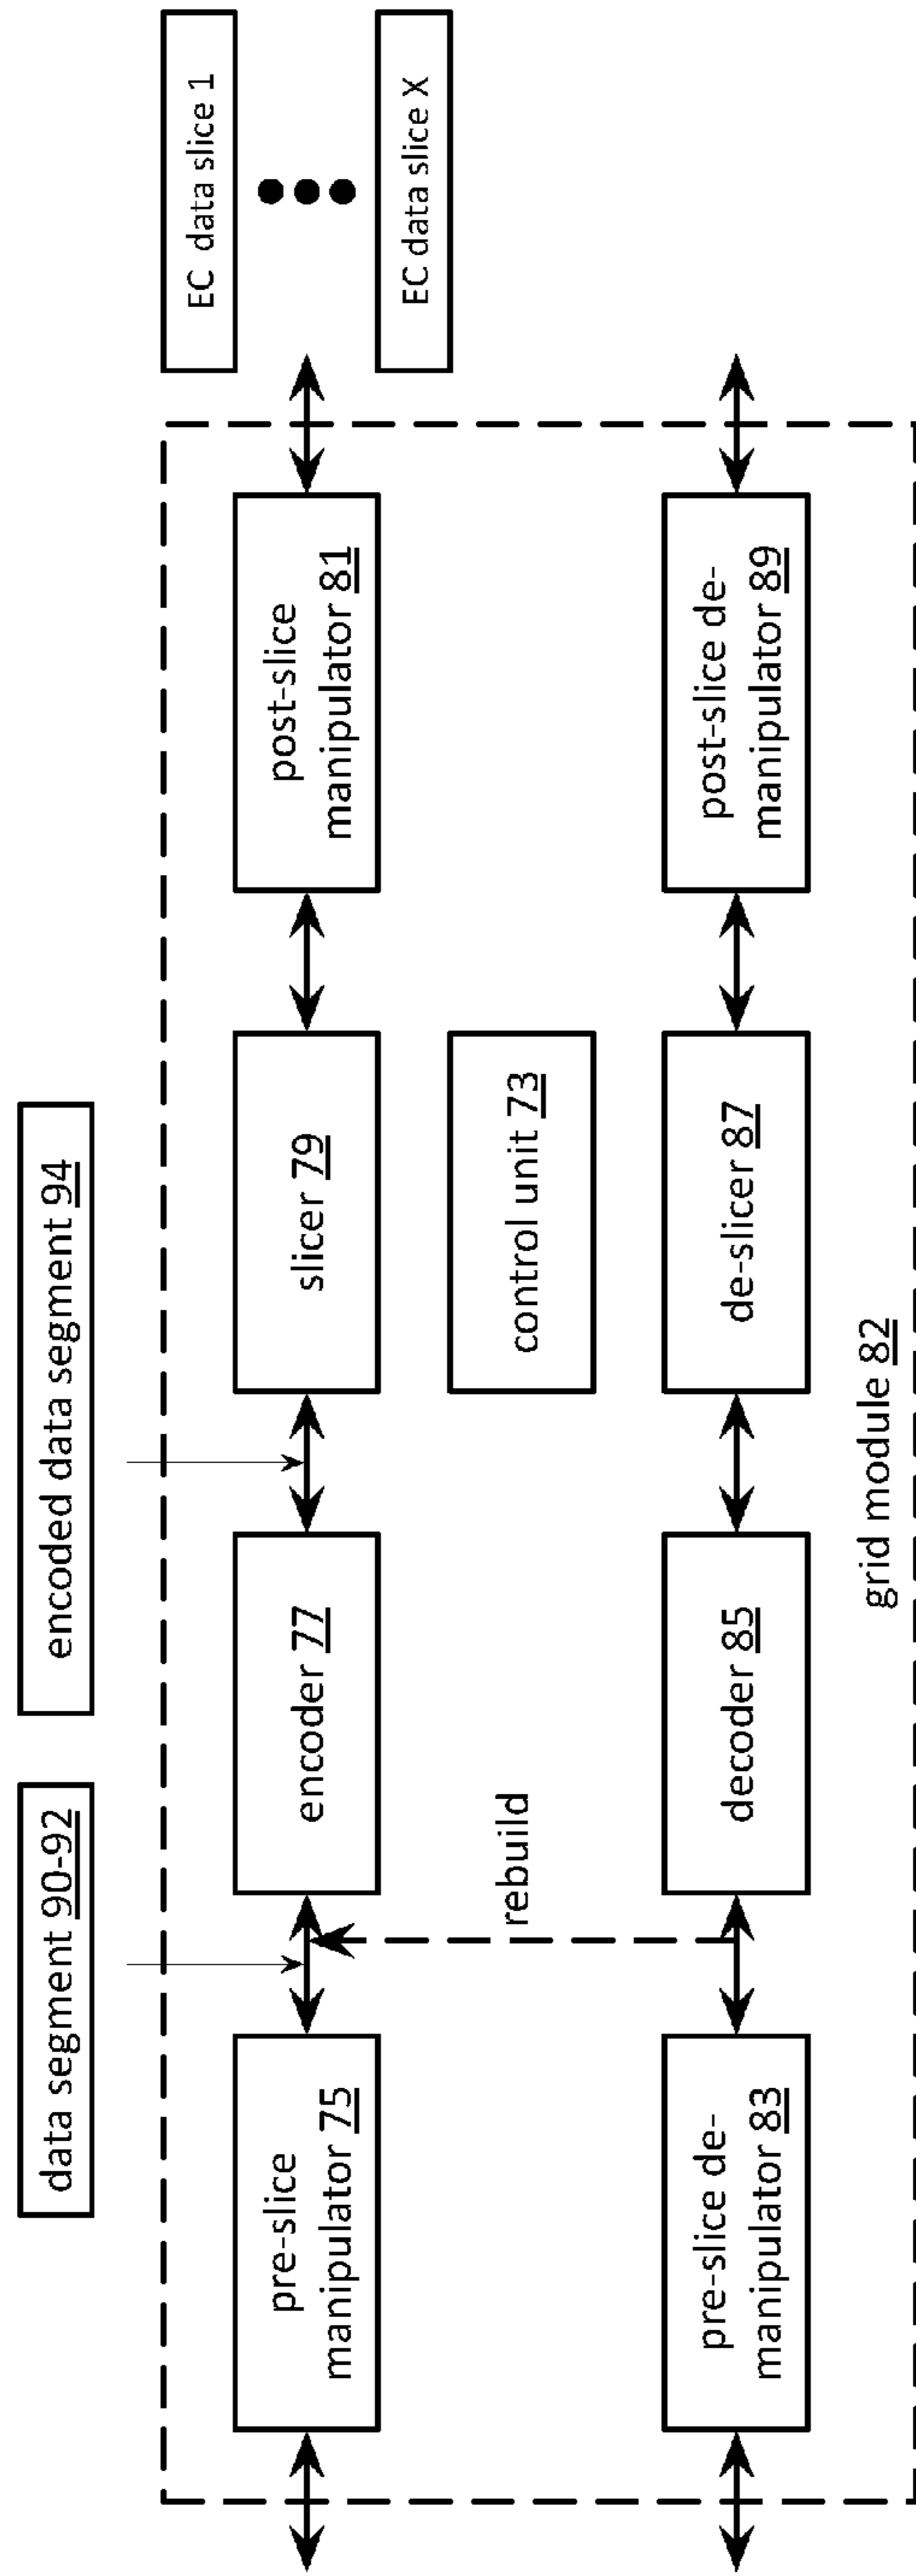 data segment 90-92
encoded data segment 94
EC data slice 1
EC data slice X
pre-slice
manipulator 75
encoder 77
slicer 79
post-slice
manipulator 81
rebuild
control unit 73
pre-slice de-
manipulator 83
decoder 85
de-slicer 87
post-slice de-
manipulator 89
grid module 82